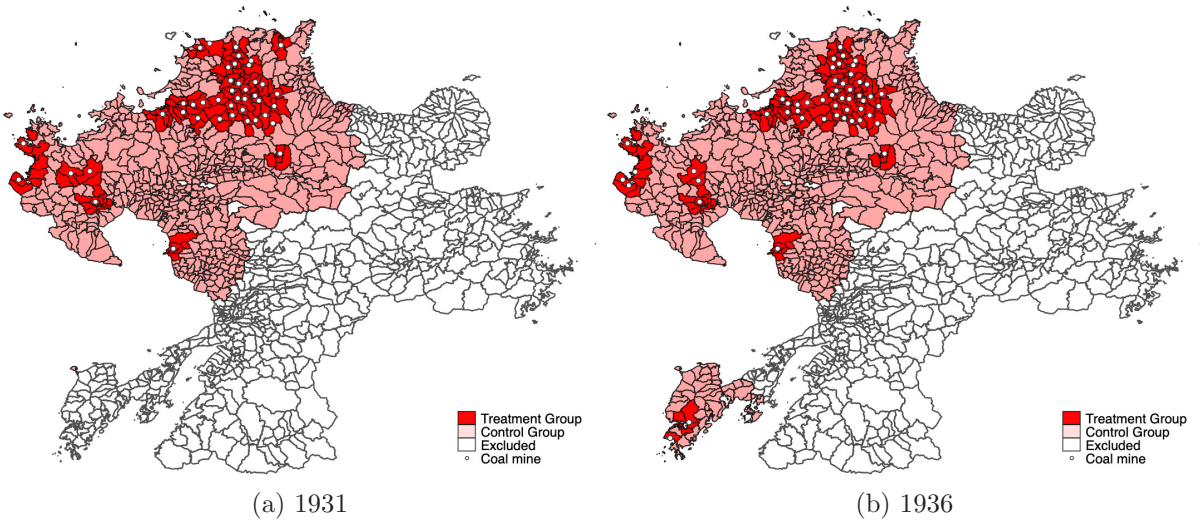 Treatment Group
Control Group
Excluded
Coal mine
Treatment Group
Control Group
Excluded
Coal mine
(a) 1931
(b) 1936